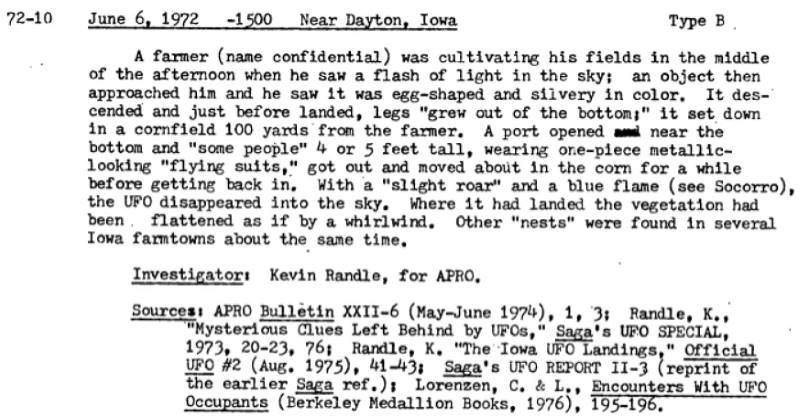 72-10 June 6, 1972 -1500 Near Dayton, Iowa Type B
A farmer (name confidential) was cultivating his fields in the middle
of the afternoon when he saw a flash of light in the sky; an object then
approached him and he saw it was egg-shaped and silvery in color. It des-
cended and just before landed, legs "grew out of the bottom;" it set down
in a cornfield 100 yards from the farmer. A port opened near the
bottom and "some people" 4 or 5 feet tall, wearing one-piece metallic-
looking "flying suits," got out and moved about in the corn for a while
before getting back in. With a "slight roar" and a blue flame (see Socorro),
the UFO disappeared into the sky. Where it had landed the vegetation had
been flattened as if by a whirlwind. Other "nests" were found in several
Iowa farmtowns about the same time.
Investigator: Kevin Randle, for APRO.
Sources: APRO Bulletin XXII-6 (May-June 1974), 1, 3; Randle, K.,
"Mysterious Clues Left Behind by UFOs," Saga's UFO SPECIAL,
1973, 20-23, 76; Randle, K. "The Iowa UFO Landings," Official
UFO #2 (Aug. 1975), 41-43; Saga's UFO REPORT II-3 (reprint of
the earlier Saga ref.); Lorenzen, C. & L., Encounters With UFO
Occupants (Berkeley Medallion Books, 1976), 195-196.